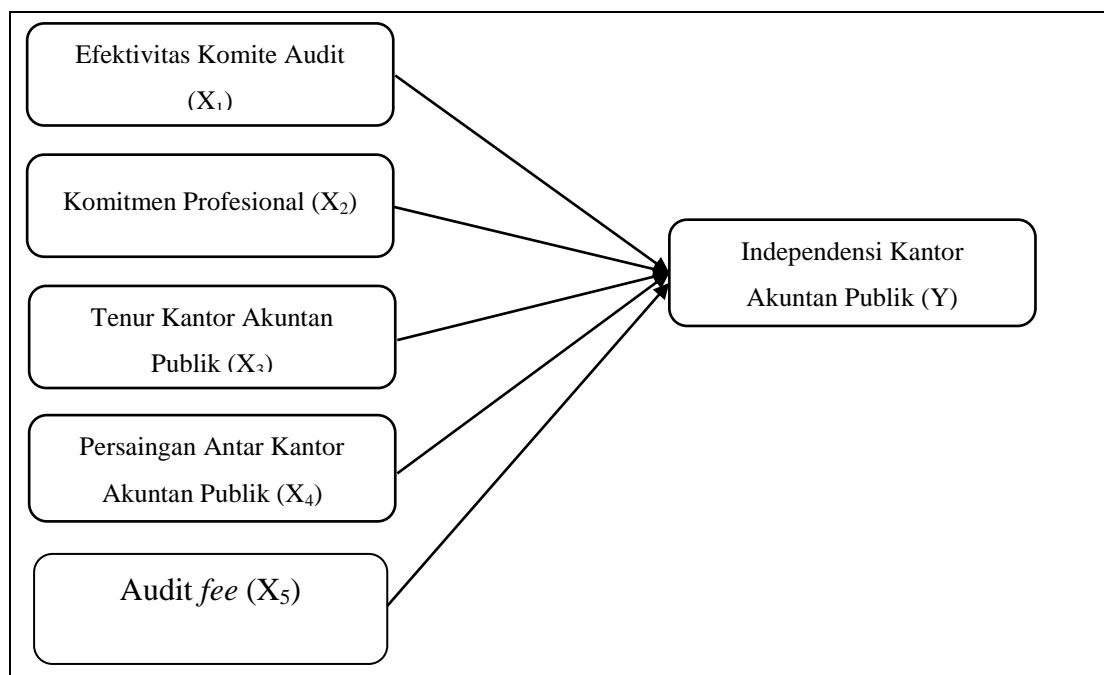 Efektivitas Komite Audit
(X₁)
Komitmen Profesional (X₂)
Tenur Kantor Akuntan
Publik (X₃)
Persaingan Antar Kantor
Akuntan Publik (X₄)
Audit fee (X₅)
Independensi Kantor
Akuntan Publik (Y)